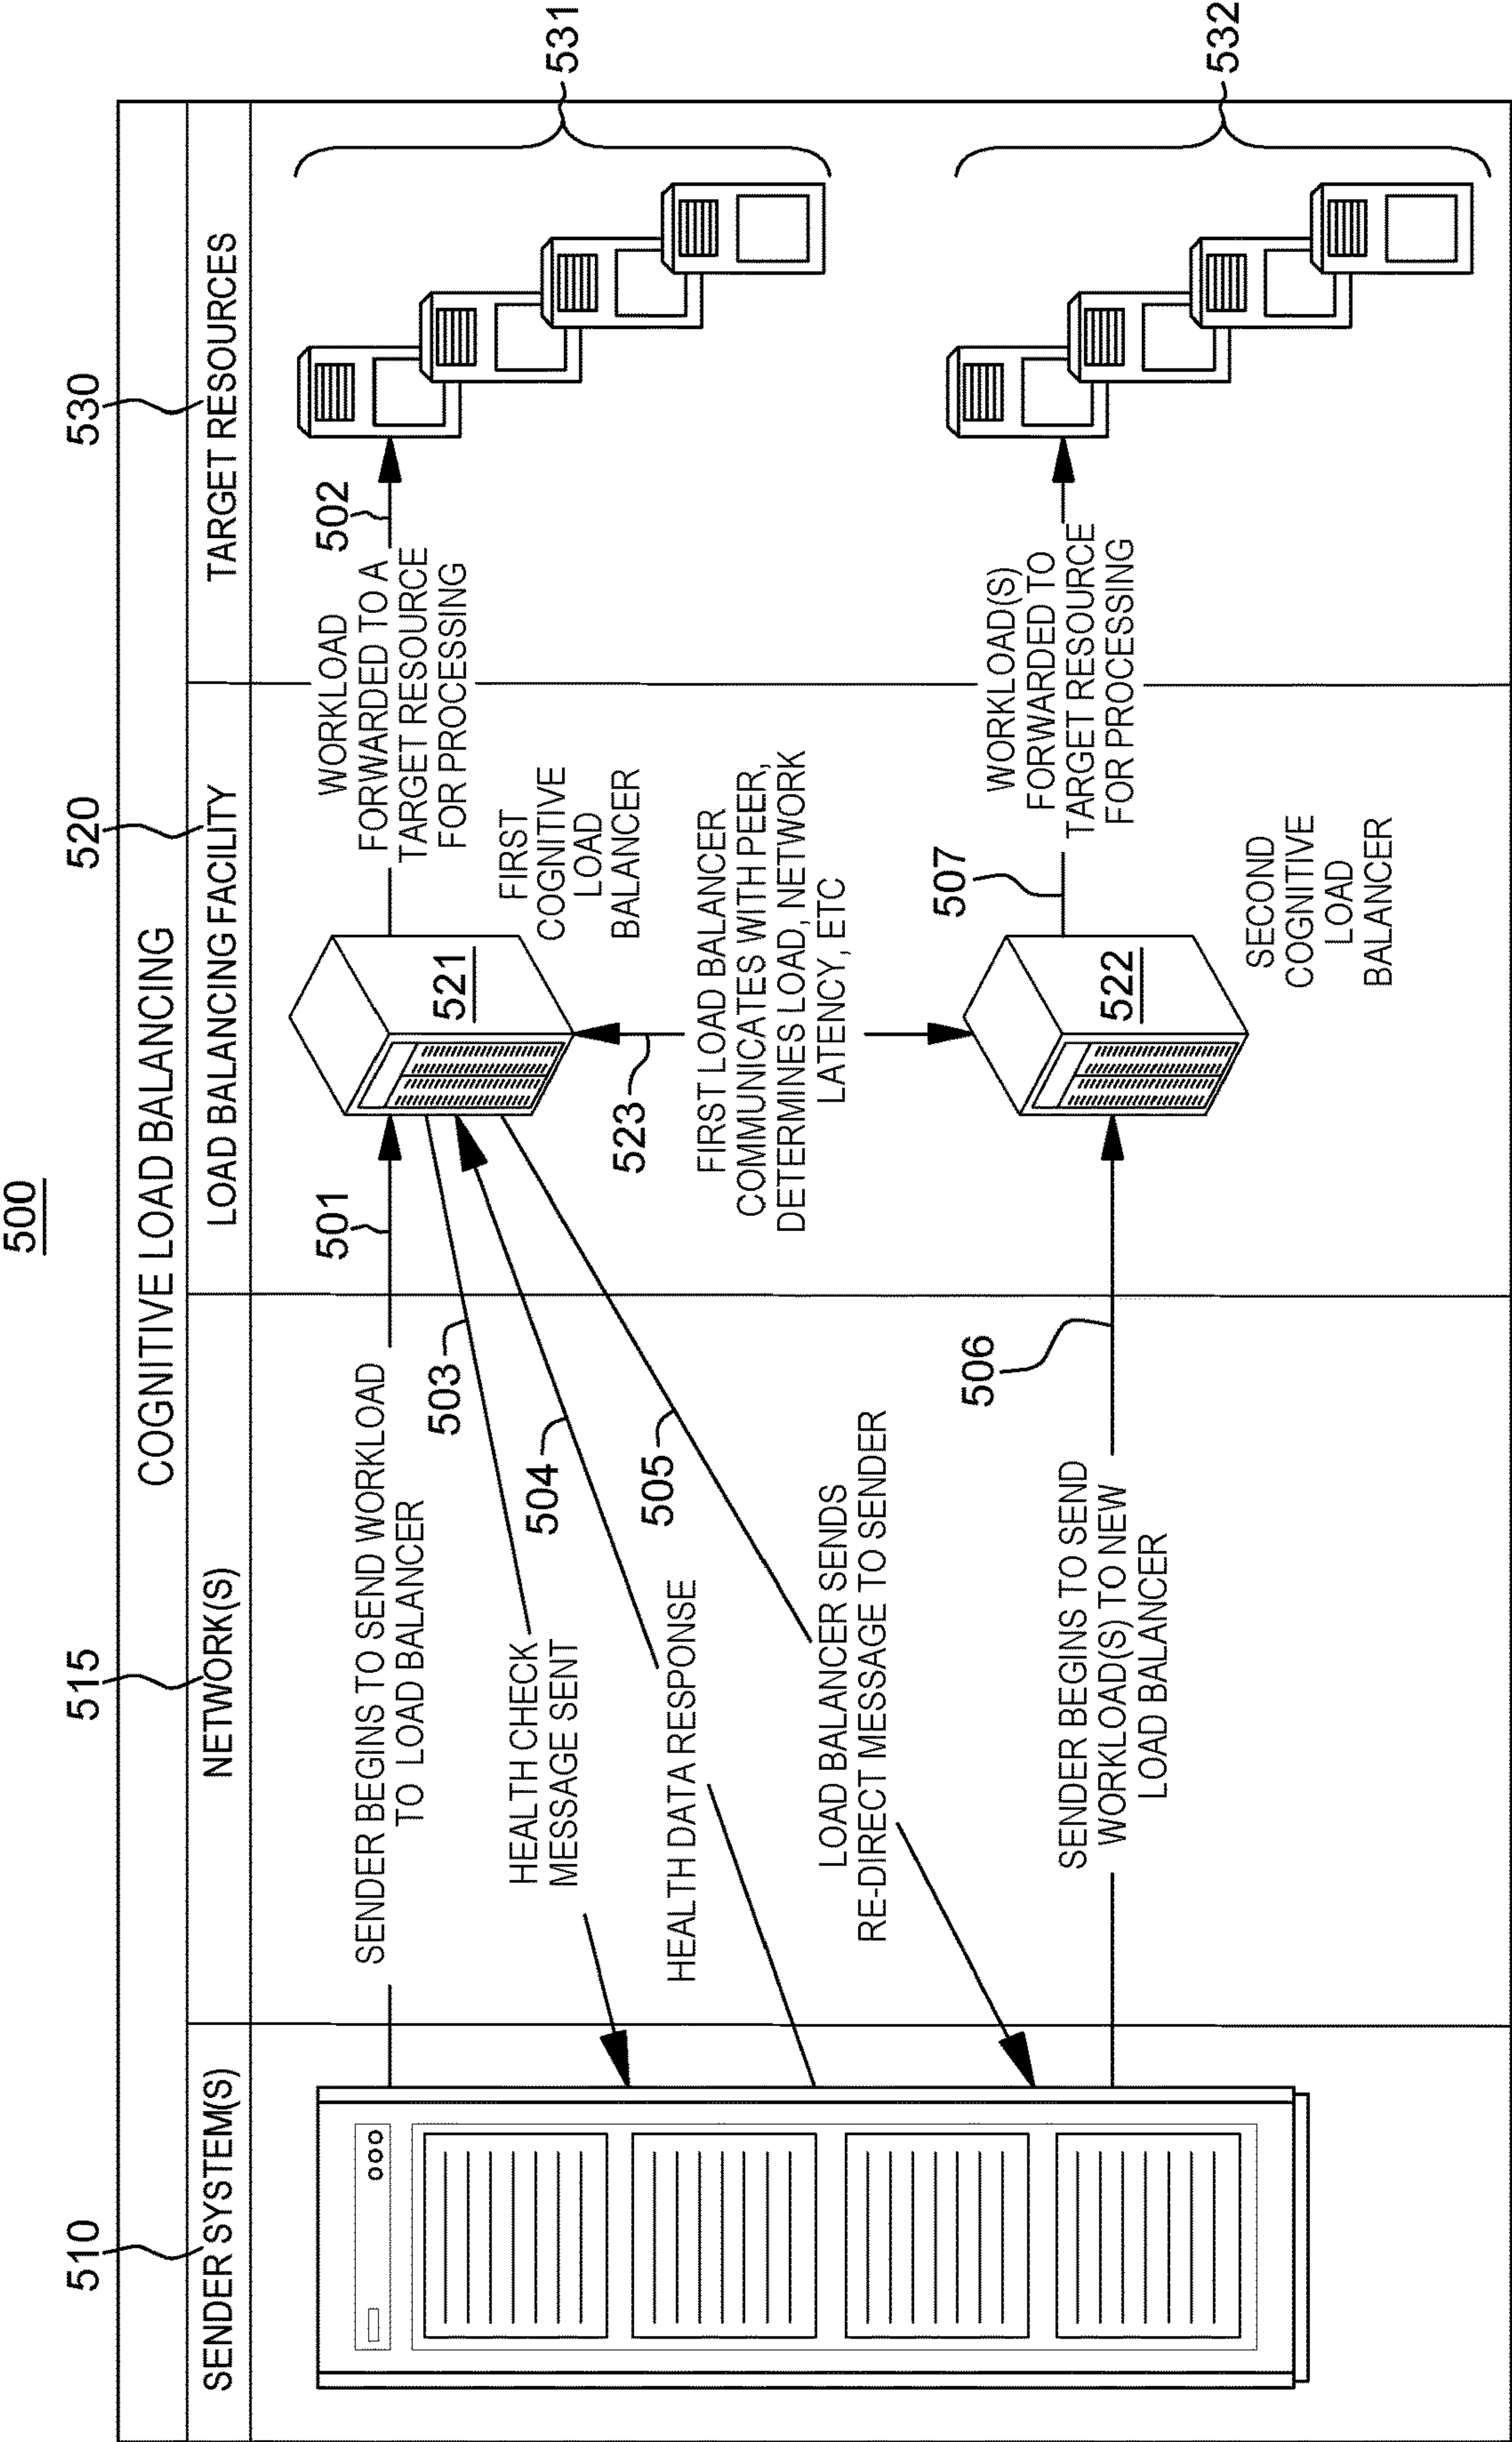 500
COGNITIVE LOAD BALANCING
510
515
520
530
SENDER SYSTEM(S)
NETWORK(S)
LOAD BALANCING FACILITY
TARGET RESOURCES
SENDER BEGINS TO SEND WORKLOAD
TO LOAD BALANCER
501
521
WORKLOAD
FORWARDED TO A
TARGET RESOURCE
FOR PROCESSING
502
531
HEALTH CHECK
MESSAGE SENT
503
FIRST
COGNITIVE
LOAD
BALANCER
HEALTH DATA RESPONSE
504
505
523
FIRST LOAD BALANCER
COMMUNICATES WITH PEER,
DETERMINES LOAD, NETWORK
LATENCY, ETC
LOAD BALANCER SENDS
RE-DIRECT MESSAGE TO SENDER
506
SENDER BEGINS TO SEND
WORKLOAD(S) TO NEW
LOAD BALANCER
522
507
WORKLOAD(S)
FORWARDED TO
TARGET RESOURCE
FOR PROCESSING
532
SECOND
COGNITIVE
LOAD
BALANCER